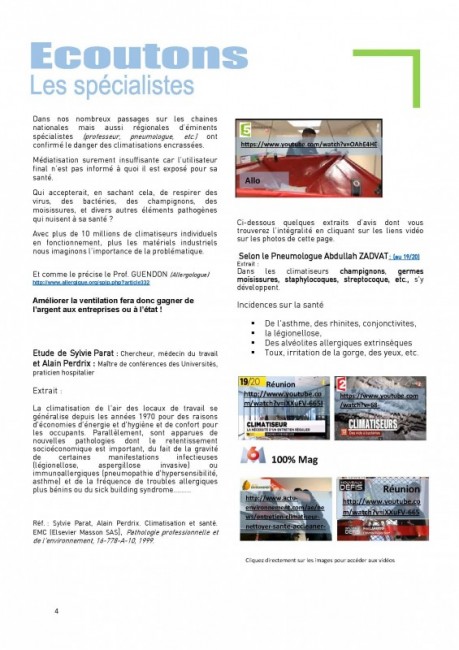 Ecoutons
Les spécialistes
Dans nos nombreux passages sur les chaines
nationales mais aussi régionales d'éminents
spécialistes (professeur, pneumologue, etc.) ont
confirmé le danger des climatisations encrassées.
Médiatisation surement insuffisante car l'utilisateur
final n'est pas informé à quoi il est exposé pour sa
santé.
Qui accepterait, en sachant cela, de respirer des
virus, des bactéries, des champignons, des
moisissures, et divers autres éléments pathogènes
qui nuisent à sa santé ?
Avec plus de 10 millions de climatiseurs individuels
en fonctionnement, plus les matériels industriels
nous imaginons l'importance de la problématique.
Et comme le précise le Prof. GUENDON (Allergologue)
http://www.allergique.org/spip.php?article332
Améliorer la ventilation fera donc gagner de
l'argent aux entreprises ou à l'état !
Etude de Sylvie Parat : Chercheur, médecin du travail
et Alain Perdrix : Maître de conférences des Universités,
praticien hospitalier
Extrait :
La climatisation de l'air des locaux de travail se
généralise depuis les années 1970 pour des raisons
d'économies d'énergie et d'hygiène et de confort pour
les occupants. Parallèlement, sont apparues de
nouvelles pathologies dont le retentissement
socioéconomique est important, du fait de la gravité
de certaines manifestations infectieuses
(légionellose, aspergillose invasive) ou
immunoallergiques (pneumopathie d'hypersensibilité,
asthme) et de la fréquence de troubles allergiques
plus bénins ou du sick building syndrome..........
Réf. : Sylvie Parat, Alain Perdrix. Climatisation et santé.
EMC (Elsevier Masson SAS), Pathologie professionnelle et
de l'environnement, 16-778-A-10, 1999.
5
https://www.youtube.com/watch?v=OAhE4HE
Allo
Ci-dessous quelques extraits d'avis dont vous
trouverez l'intégralité en cliquant sur les liens vidéo
sur les photos de cette page.
Selon le Pneumologue Abdullah ZADVAT : (au 19/20)
Extrait :
Dans les climatiseurs champignons, germes
moisissures, staphylocoques, streptocoque, etc., s'y
développent.
Incidences sur la santé
• De l'asthme, des rhinites, conjonctivites,
• la légionellose,
• Des alvéolites allergiques extrinsèques
• Toux, irritation de la gorge, des yeux, etc.
19/20 Réunion
https://www.youtube.co
m/watch?v=iXXuFV-665
CLIMATISEUR
2
https://www.youtube.
CLIMATISEURS
M6 100% Mag
https://www.actu-
environnement.com/ae/ne
ws/entretien-climatiseur-
Réunion
https://www.youtube.co
m/watch?v=iXXuFV-665
Cliquez directement sur les images pour accéder aux vidéos
4